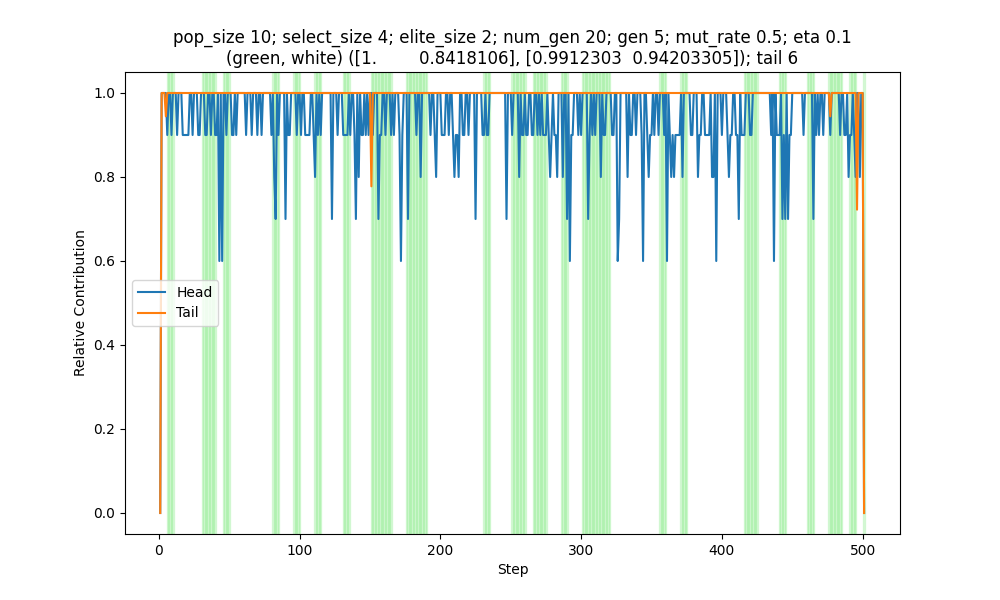 pop_size 10; select_size 4; elite_size 2; num_gen 20; gen 5; mut_rate 0.5; eta 0.1
(green, white) ([1.         0.8418106], [0.9912303  0.94203305]); tail 6
1.0
0.8
0.6
0.4
0.2
0.0
Relative Contribution
Head
Tail
0
100
200
300
400
500
Step